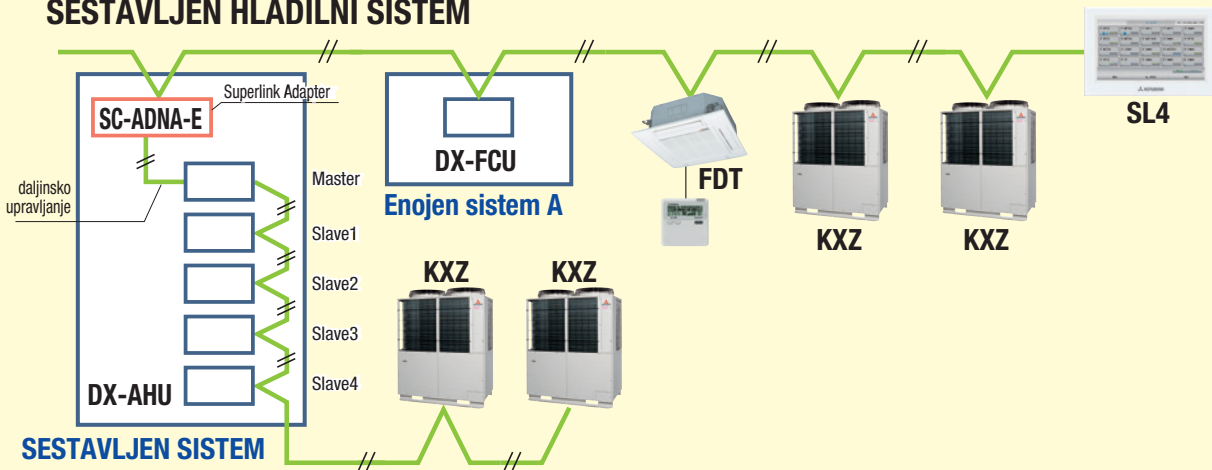 SESTAVLJEN HLADILNI SISTEM
Superlink Adapter
SC-ADNA-E
daljinsko
upravljanje
Master
Slave1
Slave2
Slave3
Slave4
DX-AHU
SESTAVLJEN SISTEM
DX-FCU
Enojen sistem A
FDT
KXZ
KXZ
KXZ
KXZ
SL4